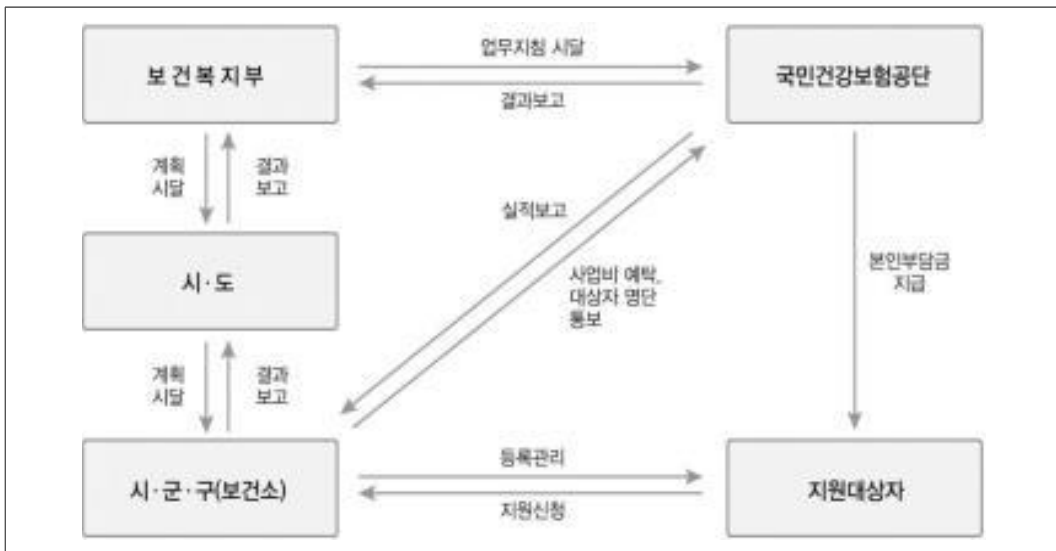 보건복지부
업무지침 시달
결과보고
국민건강보험공단
계획
시달
결과
보고
실적보고
시·도
사업비 예탁,
대상자 명단
통보
본인부담금
지급
계획
시달
결과
보고
시·군·구(보건소)
등록관리
지원신청
지원대상자